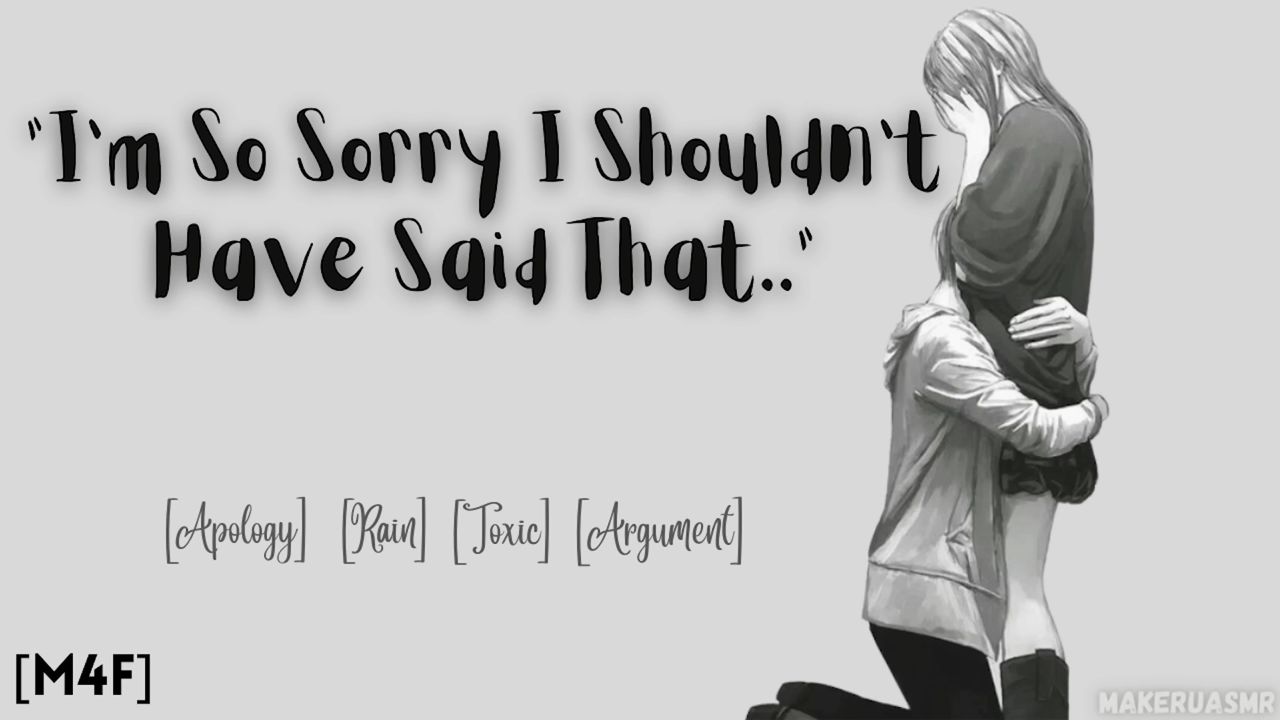 "I'm So Sorry I Shouldn't
Have Said That.."
[Apology] [Rain] [Toxic] [Argument]
[M4F]
MAKERUASMR